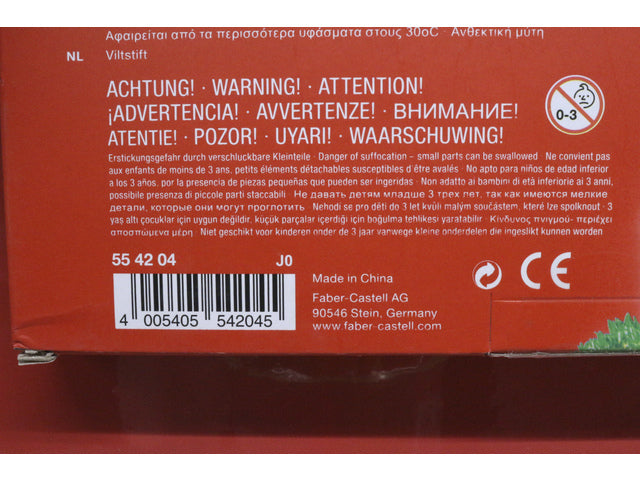 Αφαιρείται από τα περισσότερα υφάσματα στους 30oC · Ανθεκτική μύτη
NL Viltstift
ACHTUNG! · WARNING! · ATTENTION!
¡ADVERTENCIA! · AVVERTENZE! · ВНИМАНИЕ!
ATENTIE! · POZOR! · UYARI! · WAARSCHUWING!
0-3
Erstickungsgefahr durch verschluckbare Kleinteile · Danger of suffocation – small parts can be swallowed · Ne convient pas
aux enfants de moins de 3 ans. petits éléments détachables susceptibles d'être avalés · No apto para niños de edad inferior
a los 3 años, por la presencia de piezas pequeñas que pueden ser ingeridas · Non adatto ai bambini di età inferiorie ai 3 anni,
possibile presenza di piccole parti staccabili · Не давать детям младше 3 трех лет, так как имеются мелкие
детали, которые они могут проглотить · Nehodí se pro děti do 3 let kvůli malým součástem, které lze spolknout · 3
yaş altı çocuklar için uygun değildir. küçük parçalar içerdiği için boğulma tehlikesi yaratabilir · Κίνδυνος πνιγμού- περιέχει
αποσπώμενα μέρη · Niet geschikt voor kinderen onder de 3 jaar vanwege kleine onderdelen die ingeslikt kunnen worden
55 42 04 J0
4 005405 542045
Made in China
Faber-Castell AG
90546 Stein, Germany
www.faber-castell.com
CE